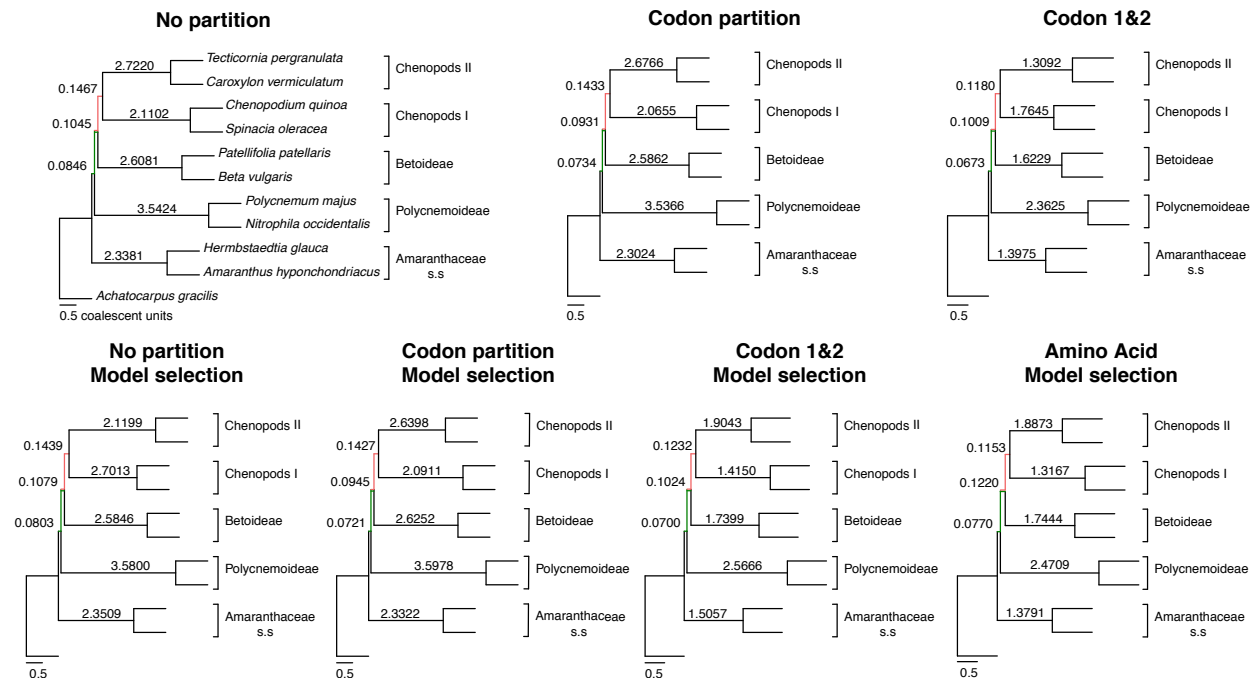 No partition
Tecticornia pergranulata
2.7220
Caroxylon vermiculatum
Chenopods II
0.1467
Chenopodium quinoa
2.1102
Spinacia oleracea
Chenopods I
0.1045
Patellifolia patellaris
2.6081
Beta vulgaris
Betoideae
0.0846
Polycnemum majus
3.5424
Nitrophila occidentalis
Polycnemoideae
Hermbstaedtia glauca
2.3381
Amaranthus hyponchondriacus
Amaranthaceae
s.s
Achatocarpus gracilis
0.5 coalescent units
Codon partition
2.6766
Chenopods II
0.1433
2.0655
Chenopods I
0.0931
2.5862
Betoideae
0.0734
3.5366
Polycnemoideae
2.3024
Amaranthaceae
s.s
0.5
Codon 1&2
1.3092
Chenopods II
0.1180
1.7645
Chenopods I
0.1009
1.6229
Betoideae
0.0673
2.3625
Polycnemoideae
1.3975
Amaranthaceae
s.s
0.5
No partition
Model selection
2.1199
Chenopods II
0.1439
2.7013
Chenopods I
0.1079
2.5846
Betoideae
0.0803
3.5800
Polycnemoideae
2.3509
Amaranthaceae
s.s
0.5
Codon partition
Model selection
2.6398
Chenopods II
0.1427
2.0911
Chenopods I
0.0945
2.6252
Betoideae
0.0721
3.5978
Polycnemoideae
2.3322
Amaranthaceae
s.s
0.5
Codon 1&2
Model selection
1.9043
Chenopods II
0.1232
1.4150
Chenopods I
0.1024
1.7399
Betoideae
0.0700
2.5666
Polycnemoideae
1.5057
Amaranthaceae
s.s
0.5
Amino Acid
Model selection
1.8873
Chenopods II
0.1153
1.3167
Chenopods I
0.1220
1.7444
Betoideae
0.0770
2.4709
Polycnemoideae
1.3791
Amaranthaceae
s.s
0.5